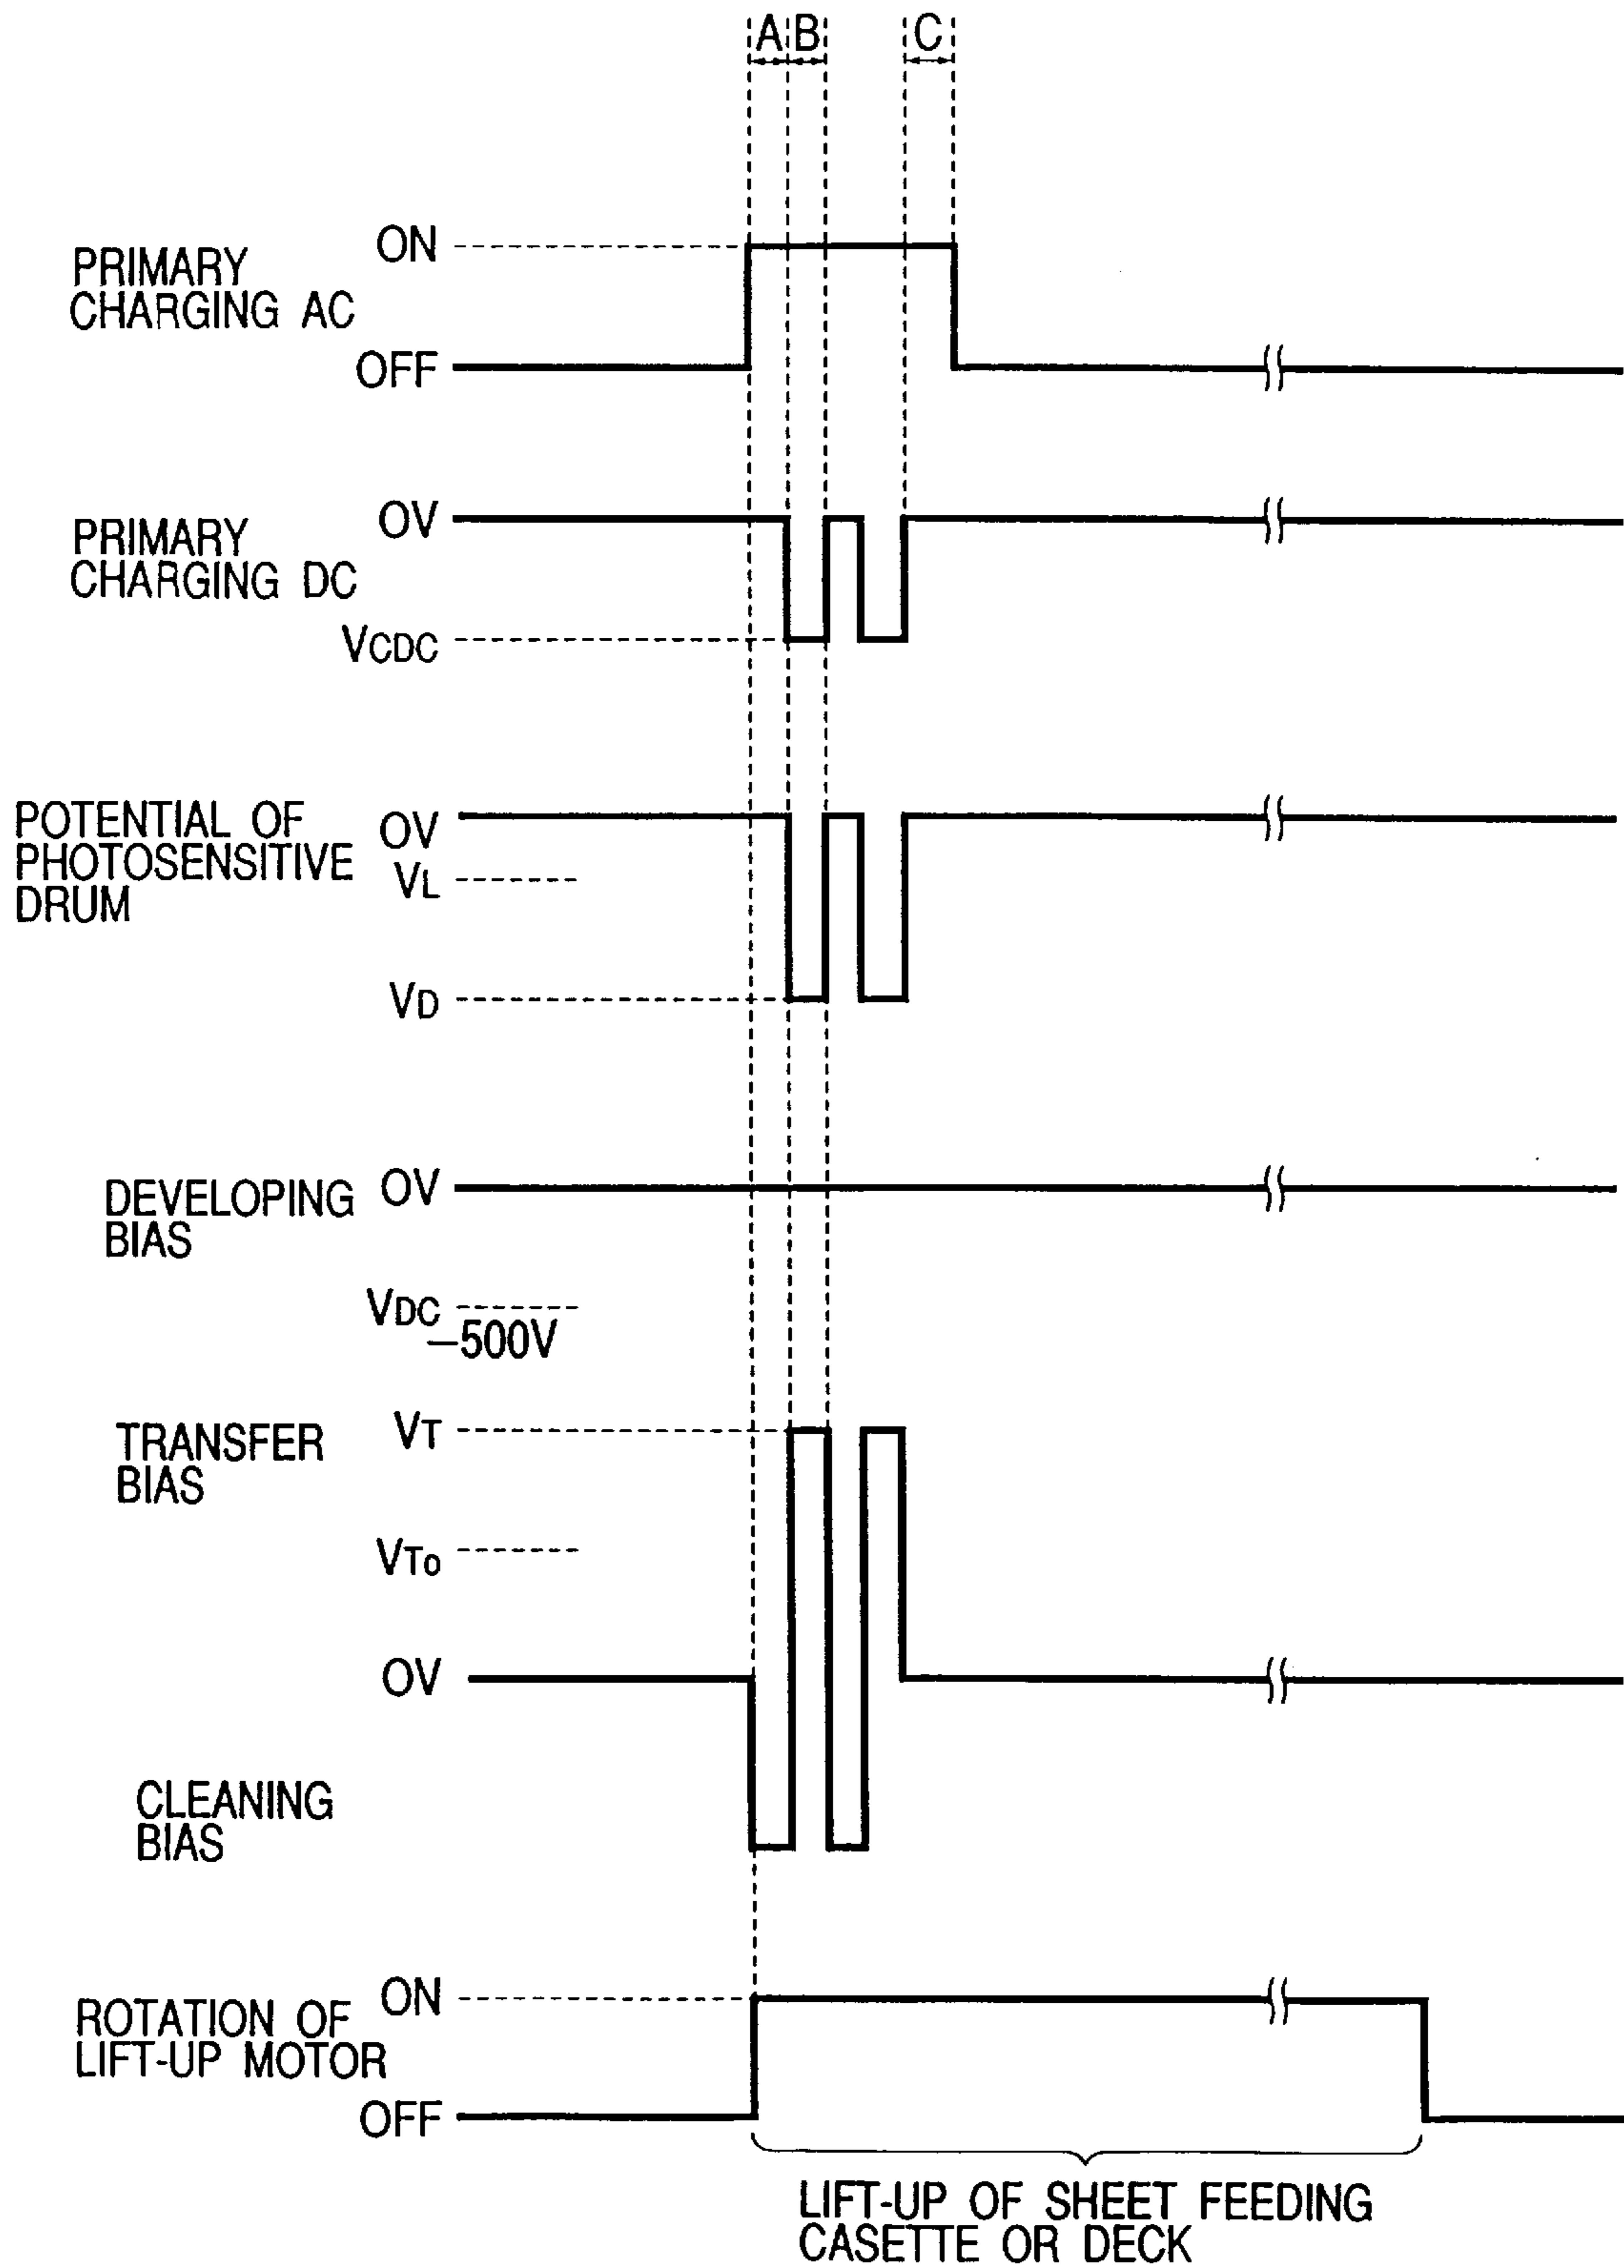 A B C
ON
PRIMARY
CHARGING AC
OFF
OV
PRIMARY
CHARGING DC
VCDC
POTENTIAL OF
PHOTOSENSITIVE
DRUM
OV
VL
VD
DEVELOPING
BIAS
OV
VDC
-500V
TRANSFER
BIAS
VT
VTo
OV
CLEANING
BIAS
ROTATION OF
LIFT-UP MOTOR
ON
OFF
LIFT-UP OF SHEET FEEDING
CASETTE OR DECK